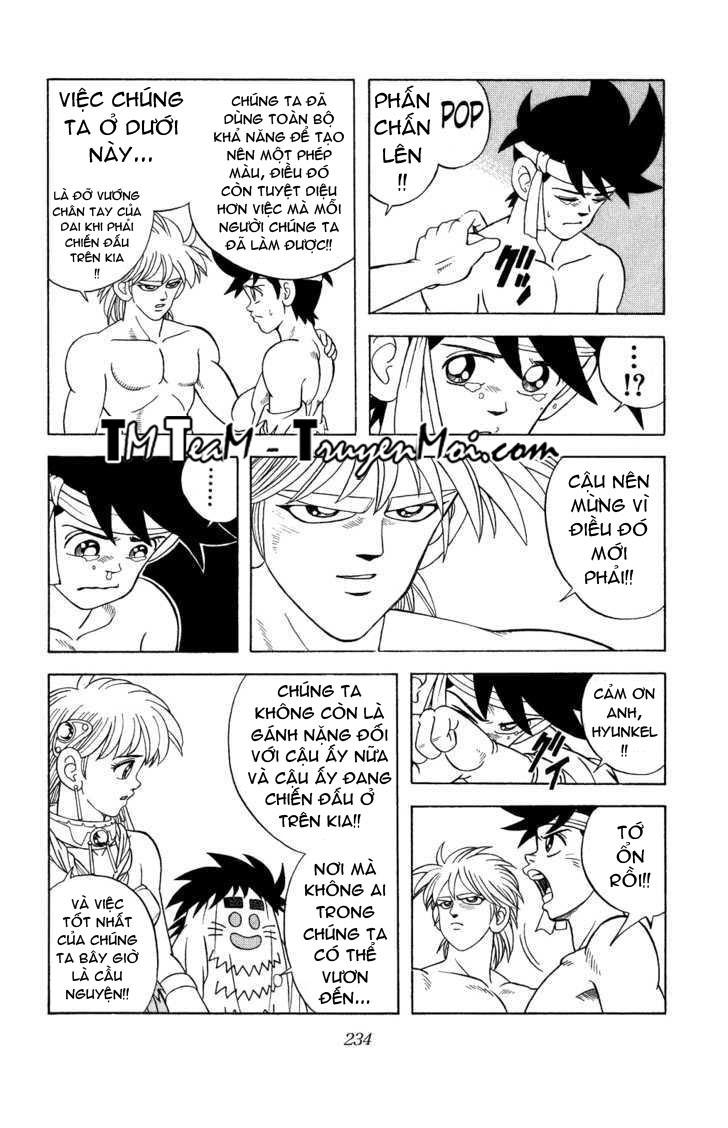 POP
PHẤN
CHẤN
LÊN
!!
...
!?
CHÚNG TA ĐÃ
DÙNG TOÀN BỘ
KHẢ NĂNG ĐỂ TẠO
NÊN MỘT PHÉP
MÀU, ĐIỀU ĐÓ
CÒN TUYỆT DIỆU
HƠN VIỆC MÀ MỖI
NGƯỜI CHÚNG TA
ĐÃ LÀM ĐƯỢC!!
VIỆC CHÚNG
TA Ở DƯỚI
NÀY...
LÀ ĐỠ VƯỚNG
CHÂN TAY CỦA
DAI KHI PHẢI
CHIẾN ĐẤU
TRÊN KIA
!!
TM TEAM - TRUYENMOI.COM
CẬU NÊN
MỪNG VÌ
ĐIỀU ĐÓ
MỚI
PHẢI!!
...
CẢM ƠN
ANH,
HYUNKEL
!!
TỚ
ỔN
RỒI!!
CHÚNG TA
KHÔNG CÒN LÀ
GÁNH NẶNG ĐỐI
VỚI CẬU ẤY NỮA
VÀ CẬU ẤY ĐANG
CHIẾN ĐẤU Ở
TRÊN KIA!!
NƠI MÀ
KHÔNG AI
TRONG
CHÚNG TA
CÓ THỂ
VƯƠN
ĐẾN...
VÀ VIỆC
TỐT NHẤT
CỦA CHÚNG
TA BÂY GIỜ
LÀ CẦU
NGUYỆN!!
234